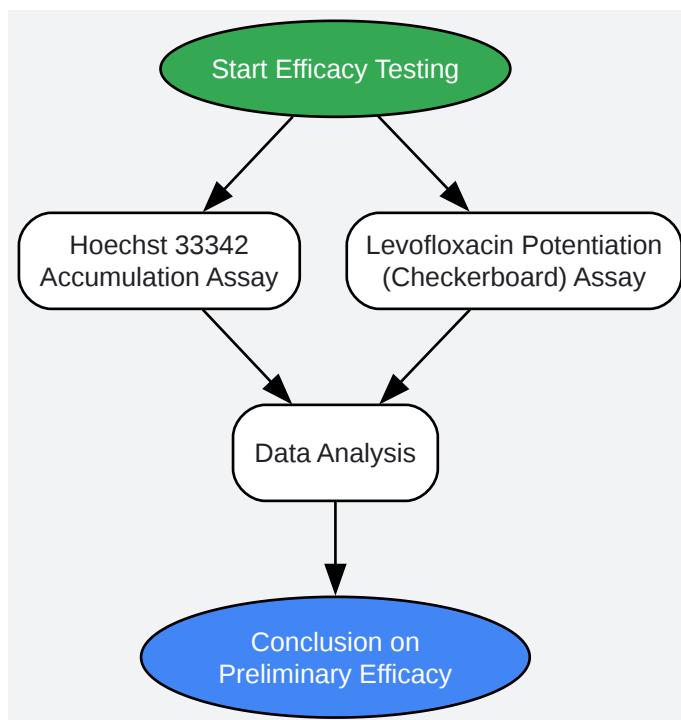 Start Efficacy Testing
Hoechst 33342
Accumulation Assay
Levofloxacin Potentiation
(Checkerboard) Assay
Data Analysis
Conclusion on
Preliminary Efficacy